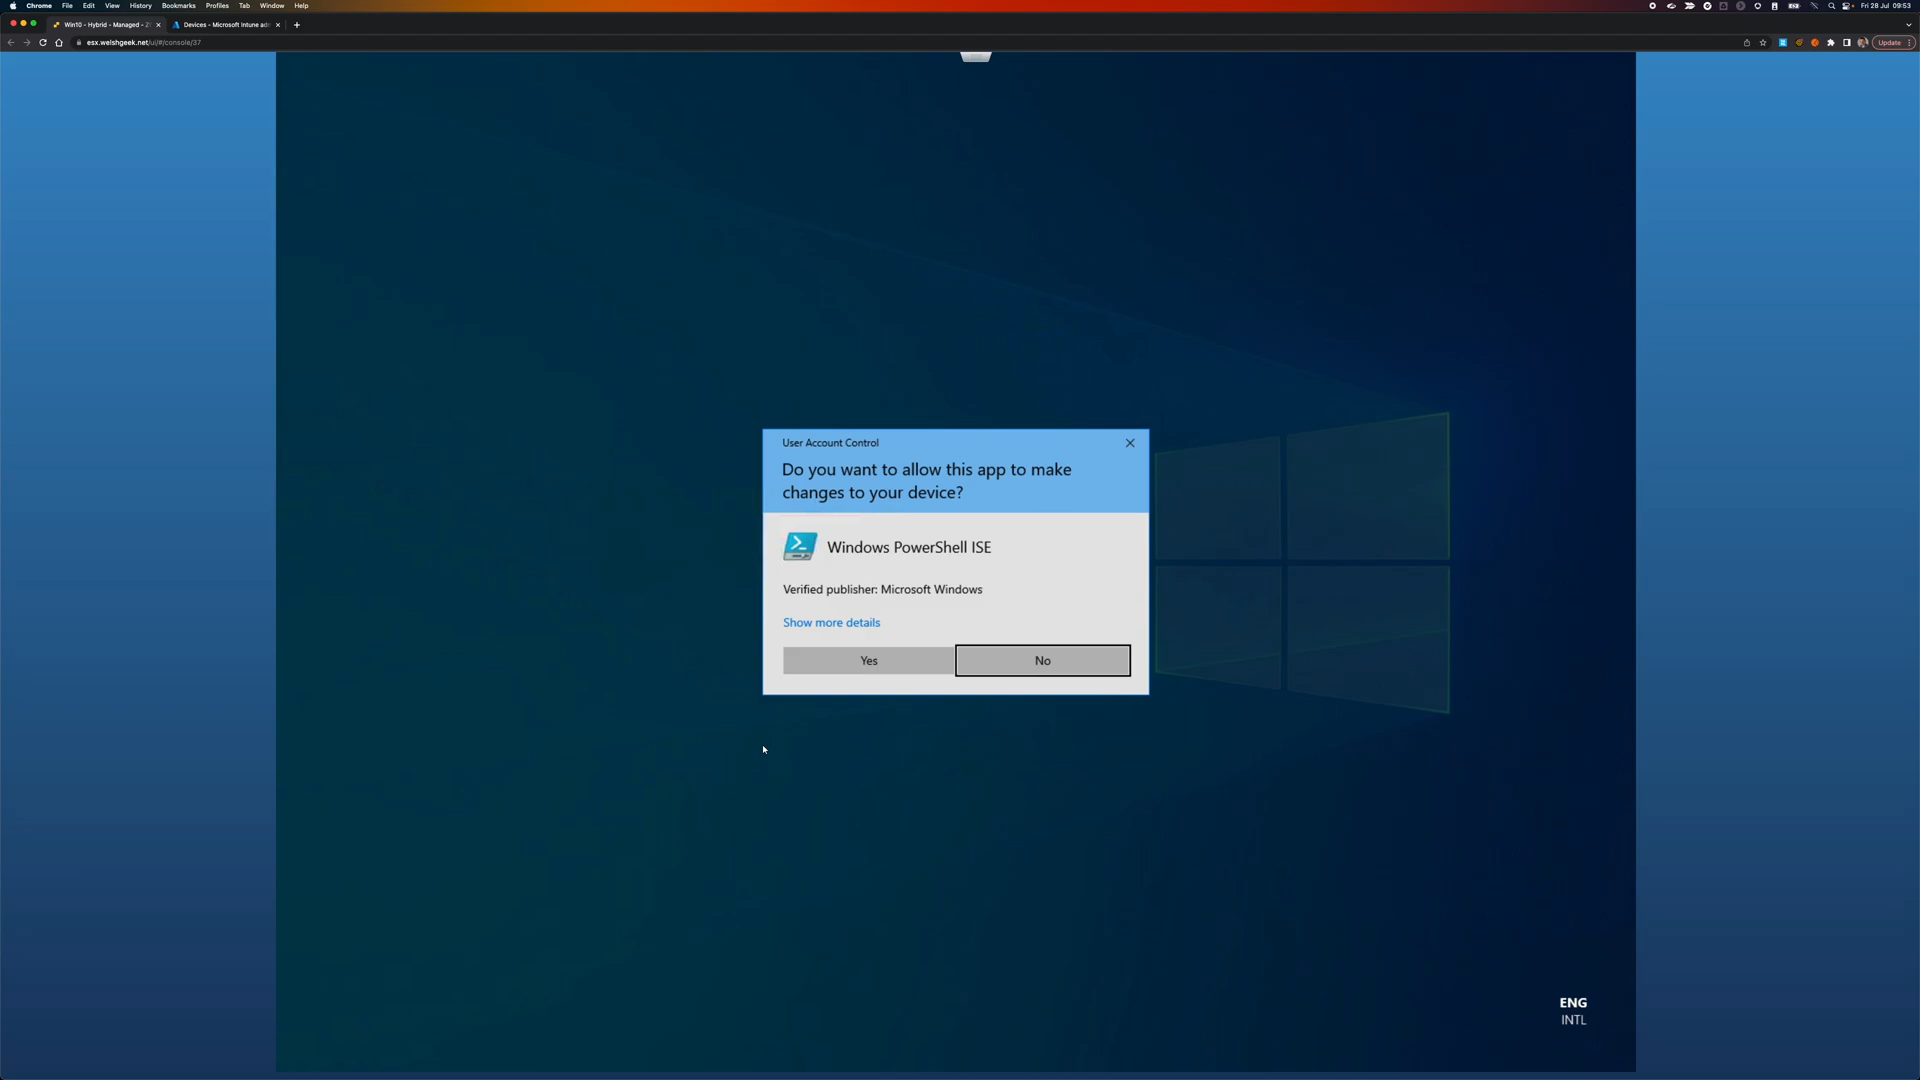 Chrome File Edit View History Bookmarks Profiles Tab Window Help Fri 28 Jul 09:53
Win10 - Hybrid - Managed - Devices - Microsoft Intune
esx.welshgeek.net/ui/#/console/37 Update
User Account Control
Do you want to allow this app to make
changes to your device?
Windows PowerShell ISE
Verified publisher: Microsoft Windows
Show more details
Yes No
ENG
INTL